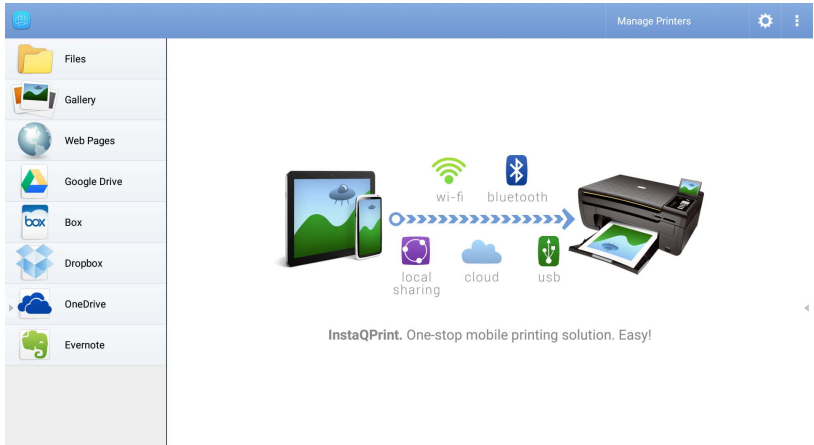 Manage Printers
Files
Gallery
Web Pages
Google Drive
box
Box
Dropbox
OneDrive
Evernote
wi-fi
bluetooth
local
sharing
cloud
usb
InstaQPrint. One-stop mobile printing solution. Easy!